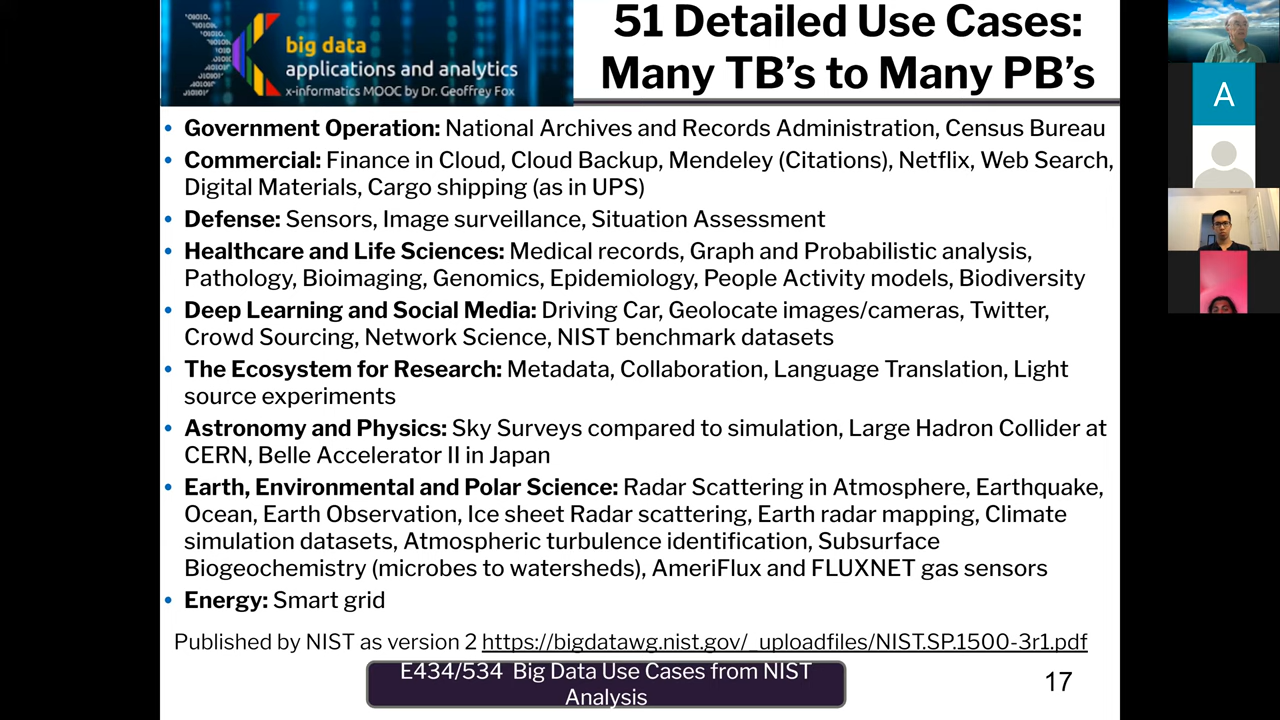 big data
applications and analytics
x-informatics MOOC by Dr. Geoffrey Fox
51 Detailed Use Cases:
Many TB's to Many PB's
A
• Government Operation: National Archives and Records Administration, Census Bureau
• Commercial: Finance in Cloud, Cloud Backup, Mendeley (Citations), Netflix, Web Search,
Digital Materials, Cargo shipping (as in UPS)
• Defense: Sensors, Image surveillance, Situation Assessment
• Healthcare and Life Sciences: Medical records, Graph and Probabilistic analysis,
Pathology, Bioimaging, Genomics, Epidemiology, People Activity models, Biodiversity
• Deep Learning and Social Media: Driving Car, Geolocate images/cameras, Twitter,
Crowd Sourcing, Network Science, NIST benchmark datasets
• The Ecosystem for Research: Metadata, Collaboration, Language Translation, Light
source experiments
• Astronomy and Physics: Sky Surveys compared to simulation, Large Hadron Collider at
CERN, Belle Accelerator II in Japan
• Earth, Environmental and Polar Science: Radar Scattering in Atmosphere, Earthquake,
Ocean, Earth Observation, Ice sheet Radar scattering, Earth radar mapping, Climate
simulation datasets, Atmospheric turbulence identification, Subsurface
Biogeochemistry (microbes to watersheds), AmeriFlux and FLUXNET gas sensors
• Energy: Smart grid
Published by NIST as version 2 https://bigdatawg.nist.gov/_uploadfiles/NIST.SP.1500-3r1.pdf
E434/534 Big Data Use Cases from NIST
Analysis
17